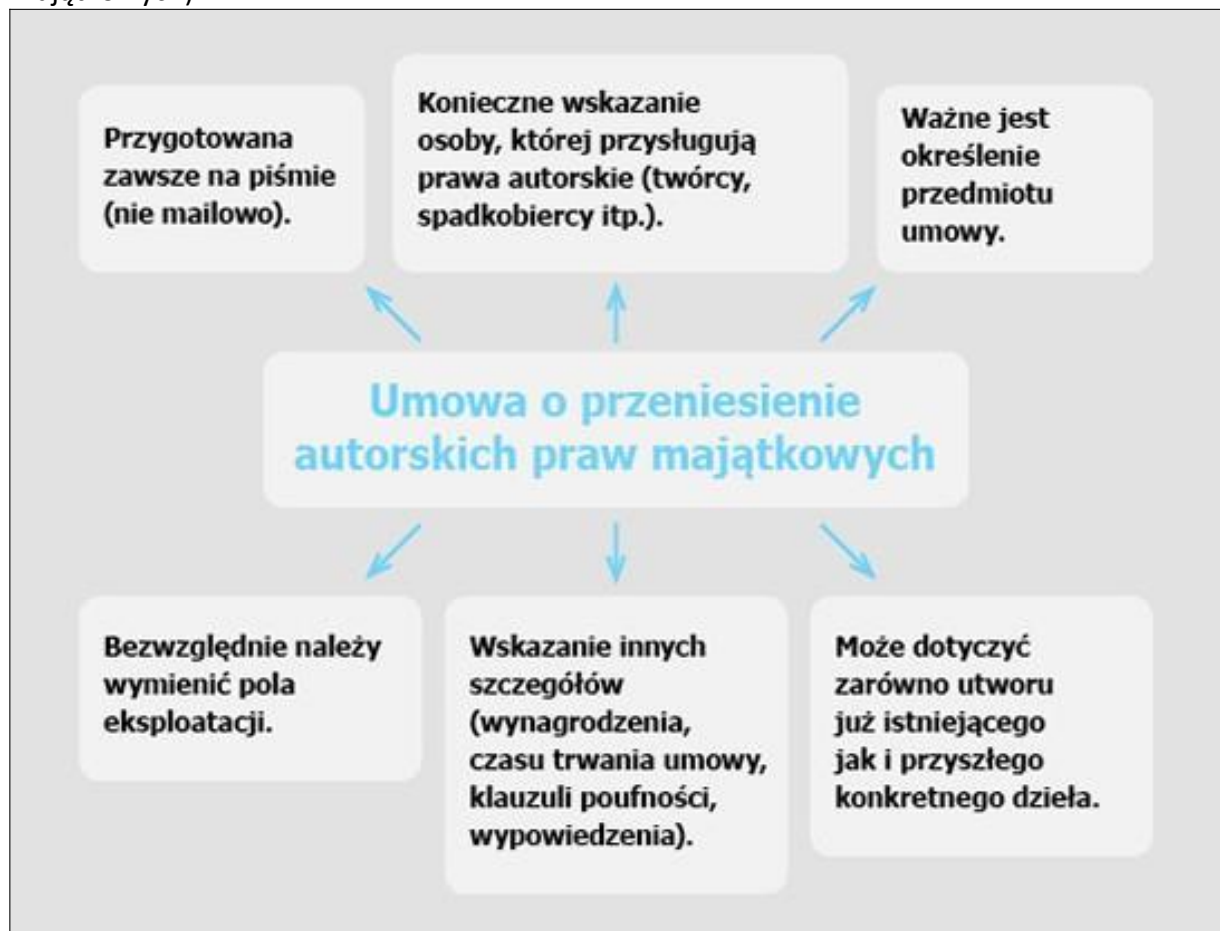 Przygotowana
zawsze na piśmie
(nie mailowo).
Konieczne wskazanie
osoby, której przysługują
prawa autorskie (twórcy,
spadkobiercy itp.).
Ważne jest
określenie
przedmiotu
umowy.
Umowa o przeniesienie
autorskich praw majątkowych
Bezwzględnie należy
wymienić pola
eksploatacji.
Wskazanie innych
szczegółów
(wynagrodzenia,
czasu trwania umowy,
klauzuli poufności,
wypowiedzenia).
Może dotyczyć
zarówno utworu
już istniejącego
jak i przyszłego
konkretnego dzieła.